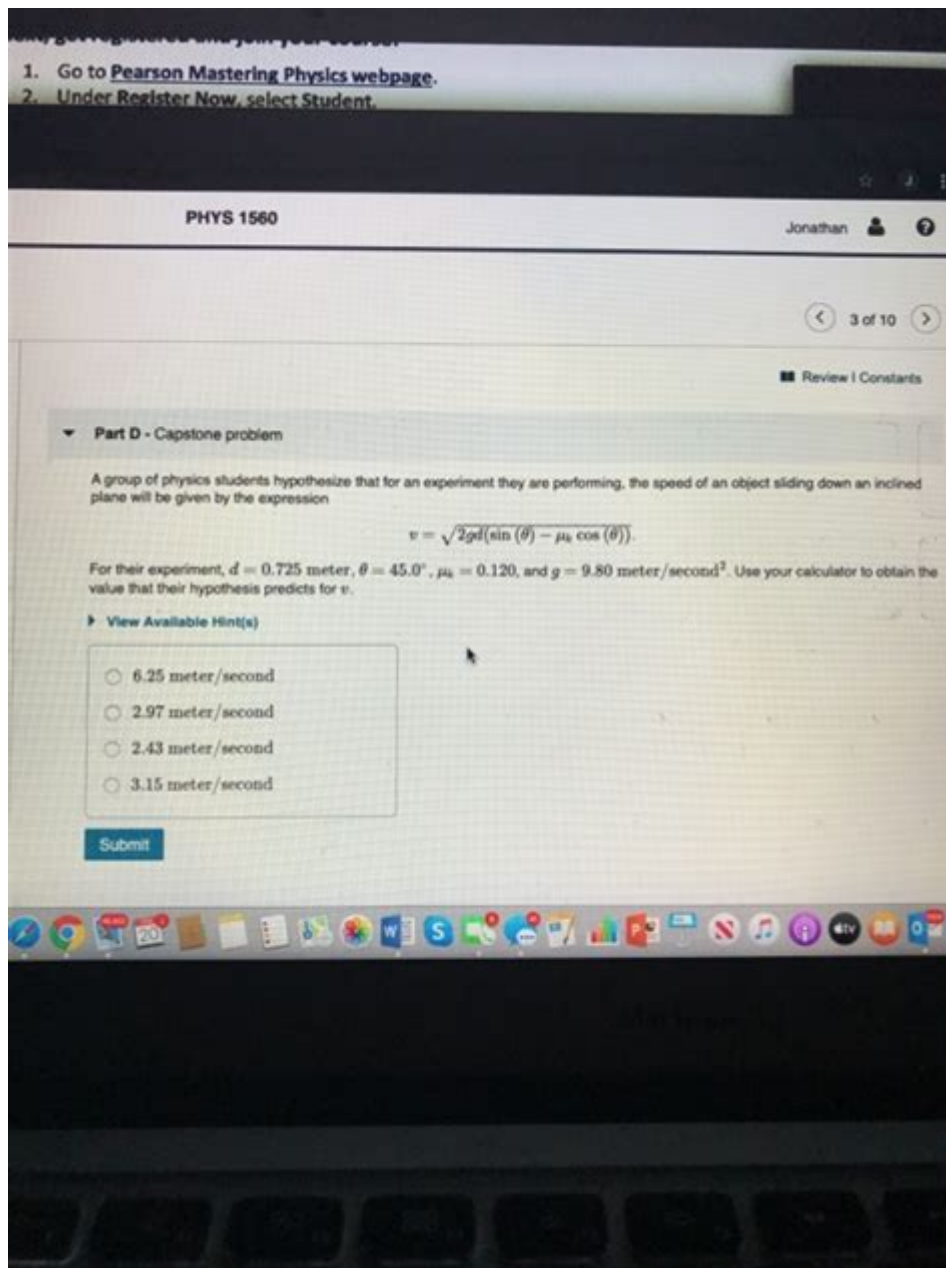 1. Go to Pearson Mastering Physics webpage.
2. Under Register Now, select Student.
PHYS 1560
Jonathan
3 of 10
Review | Constants
Part D - Capstone problem
A group of physics students hypothesize that for an experiment they are performing, the speed of an object sliding down an inclined
plane will be given by the expression
v = √2gd(sin (θ) − μk cos (θ)).
For their experiment, d = 0.725 meter, θ = 45.0°, μk = 0.120, and g = 9.80 meter/second². Use your calculator to obtain the
value that their hypothesis predicts for v.
View Available Hint(s)
6.25 meter/second
2.97 meter/second
2.43 meter/second
3.15 meter/second
Submit
20
W
S
P
tv